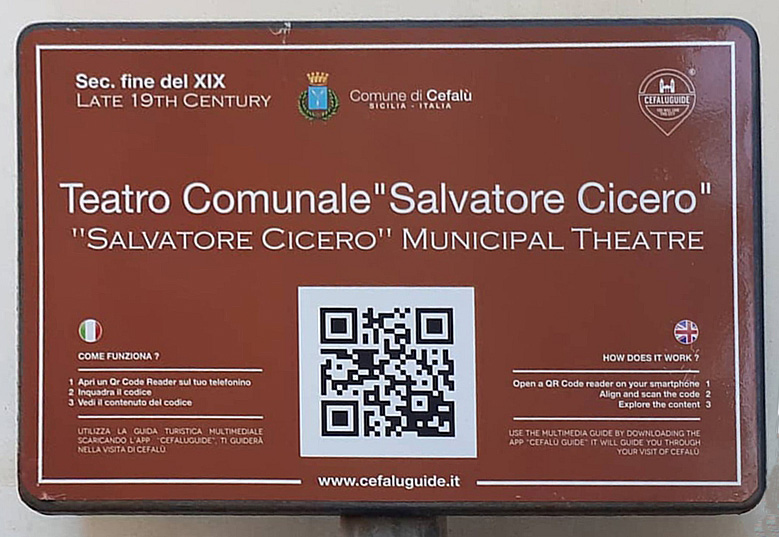 Sec. fine del XIX
LATE 19TH CENTURY
Comune di Cefalù
SICILIA - ITALIA
CEFALUGUIDE
Teatro Comunale "Salvatore Cicero"
"SALVATORE CICERO" MUNICIPAL THEATRE
COME FUNZIONA ?
1 Apri un Qr Code Reader sul tuo telefonino
2 Inquadra il codice
3 Vedi il contenuto del codice
UTILIZZA LA GUIDA TURISTICA MULTIMEDIALE
SCARICANDO L'APP "CEFALUGUIDE", TI GUIDERÀ
NELLA VISITA DI CEFALÙ.
HOW DOES IT WORK ?
Open a QR Code reader on your smartphone 1
Align and scan the code 2
Explore the content 3
USE THE MULTIMEDIA GUIDE BY DOWNLOADING THE
APP "CEFALÙ GUIDE" IT WILL GUIDE YOU THROUGH
YOUR VISIT OF CEFALÙ.
www.cefaluguide.it